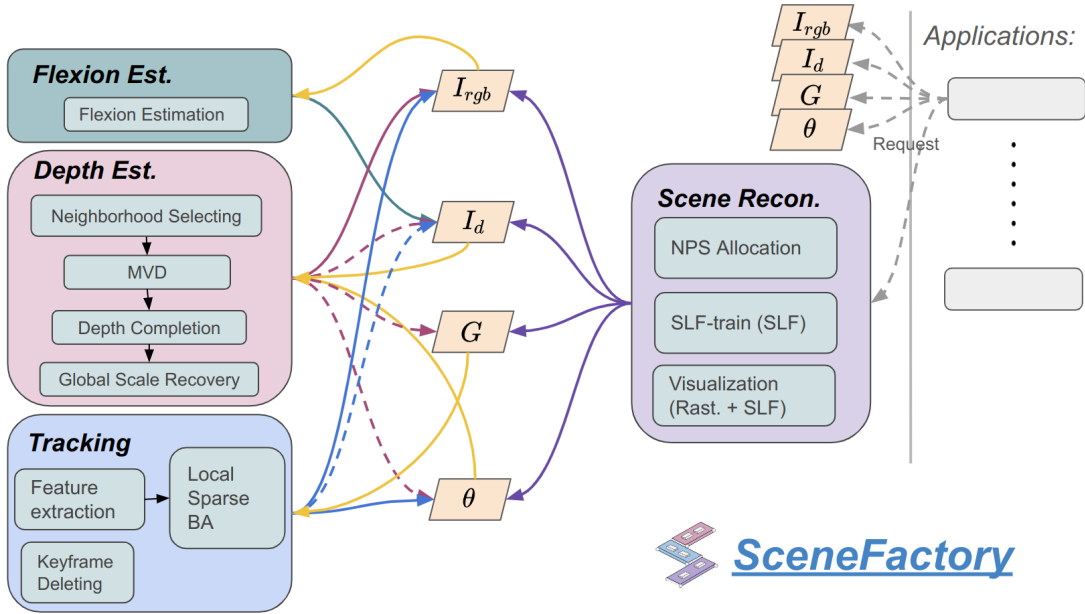 Flexion Est.
Flexion Estimation
Depth Est.
Neighborhood Selecting
MVD
Depth Completion
Global Scale Recovery
Tracking
Feature
extraction
Local
Sparse
BA
Keyframe
Deleting
I_rgb
I_d
G
θ
Scene Recon.
NPS Allocation
SLF-train (SLF)
Visualization
(Rast. + SLF)
I_rgb
I_d
G
θ
Request
Applications:
SceneFactory